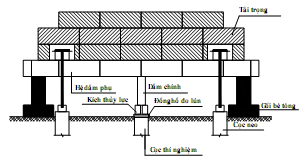 Tải trọng
Hệ dầm phụ
Dầm chính
Kích thủy lực
Đồng hồ đo lún
Gối bê tông
Cọc neo
Cọc thí nghiệm